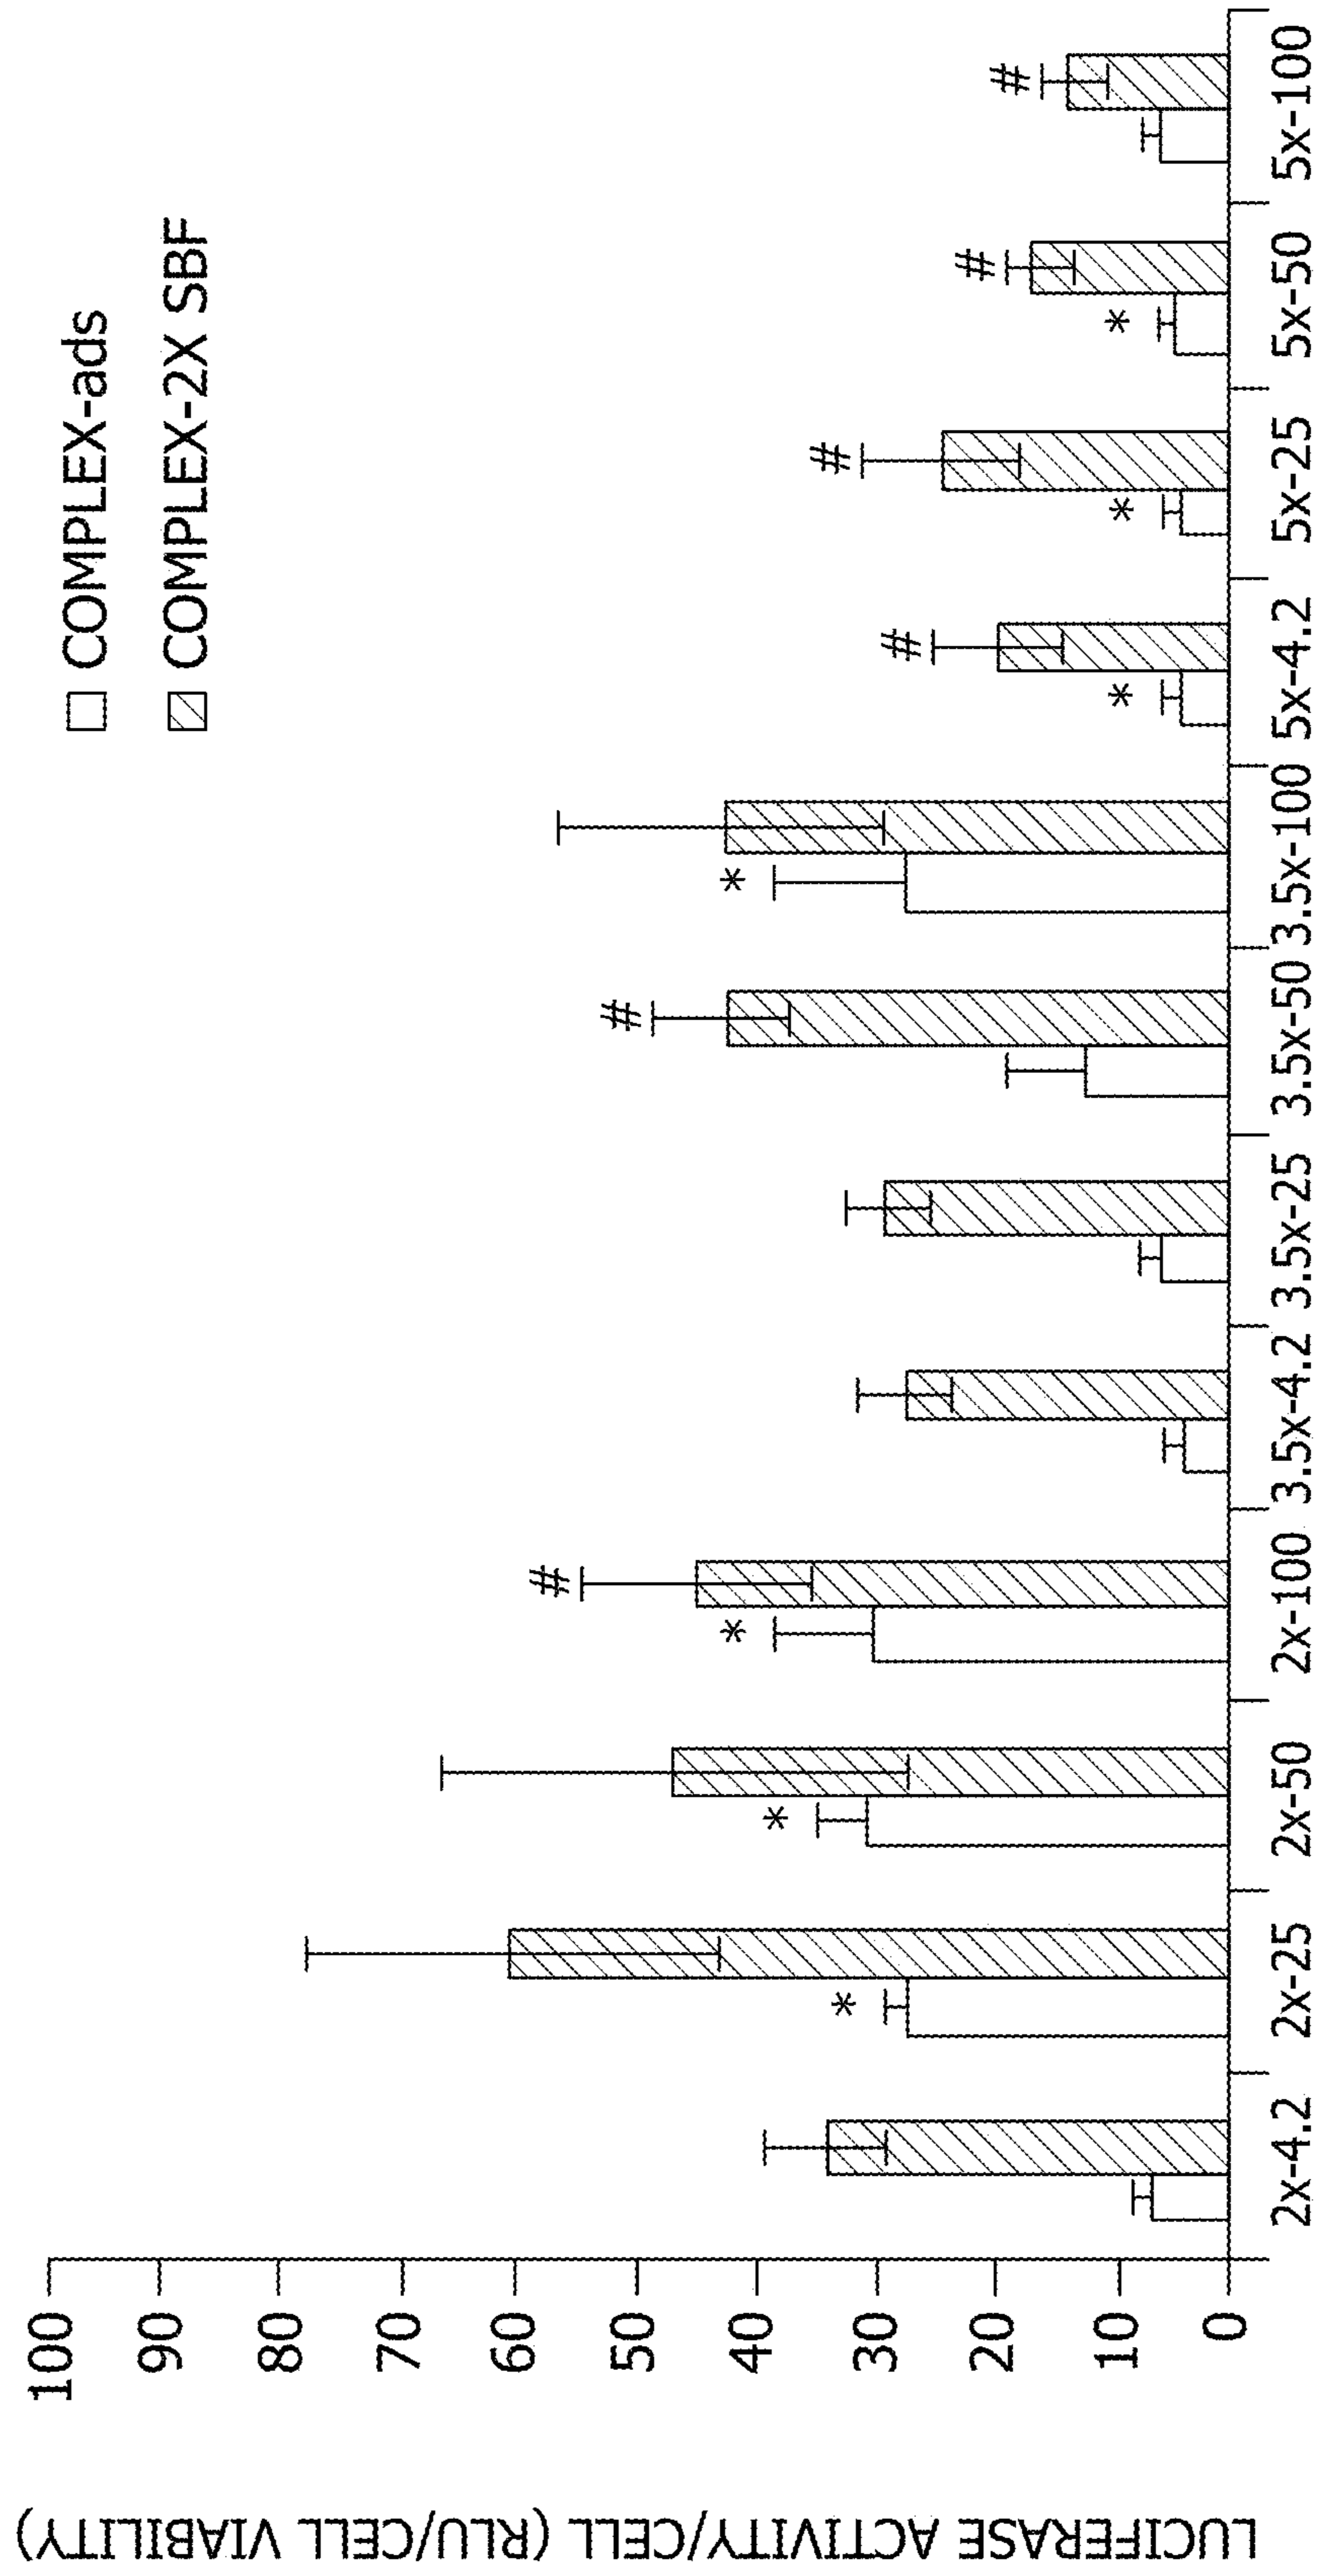 □ COMPLEX-ads
▨ COMPLEX-2X SBF
LUCIFERASE ACTIVITY/CELL (RLU/CELL VIABILITY)
100
90
80
70
60
50
40
30
20
10
0
*
*
*
#
#
*
*
#
*
#
*
#
#
2x-4.2
2x-25
2x-50
2x-100
3.5x-4.2
3.5x-25
3.5x-50
3.5x-100
5x-4.2
5x-25
5x-50
5x-100